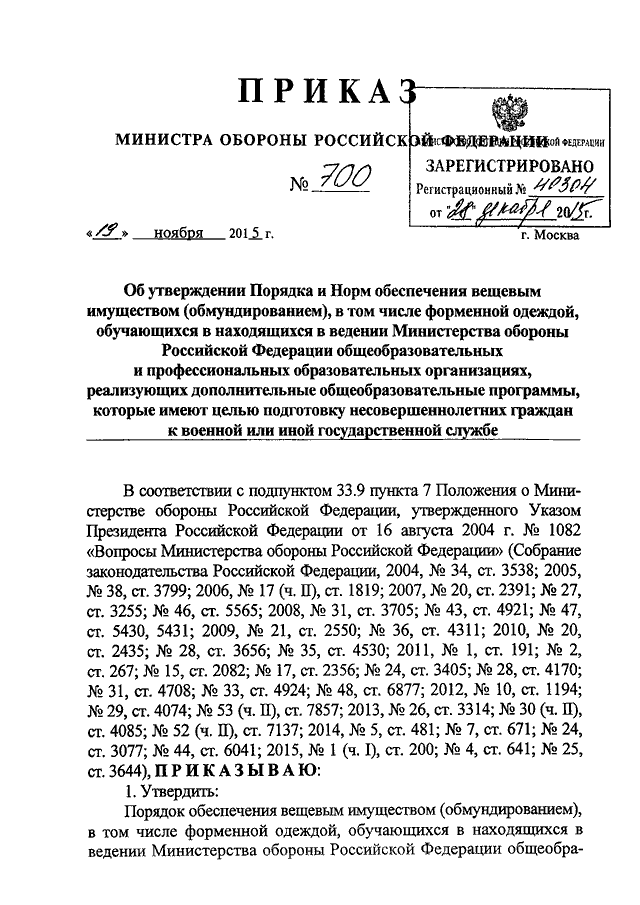 ПРИКАЗ
МИНИСТРА ОБОРОНЫ РОССИЙСКОЙ ФЕДЕРАЦИИ
ЗАРЕГИСТРИРОВАНО
Регистрационный № 40304
от "28" декабря 2015г.
№ 700
«19» ноября 2015 г.
г. Москва
Об утверждении Порядка и Норм обеспечения вещевым
имуществом (обмундированием), в том числе форменной одеждой,
обучающихся в находящихся в ведении Министерства обороны
Российской Федерации общеобразовательных
и профессиональных образовательных организациях,
реализующих дополнительные общеобразовательные программы,
которые имеют целью подготовку несовершеннолетних граждан
к военной или иной государственной службе
В соответствии с подпунктом 33.9 пункта 7 Положения о Мини-
стерстве обороны Российской Федерации, утвержденного Указом
Президента Российской Федерации от 16 августа 2004 г. № 1082
«Вопросы Министерства обороны Российской Федерации» (Собрание
законодательства Российской Федерации, 2004, № 34, ст. 3538; 2005,
№ 38, ст. 3799; 2006, № 17 (ч. II), ст. 1819; 2007, № 20, ст. 2391; № 27,
ст. 3255; № 46, ст. 5565; 2008, № 31, ст. 3705; № 43, ст. 4921; № 47,
ст. 5430, 5431; 2009, № 21, ст. 2550; № 36, ст. 4311; 2010, № 20,
ст. 2435; № 28, ст. 3656; № 35, ст. 4530; 2011, № 1, ст. 191; № 2,
ст. 267; № 15, ст. 2082; № 17, ст. 2356; № 24, ст. 3405; № 28, ст. 4170;
№ 31, ст. 4708; № 33, ст. 4924; № 48, ст. 6877; 2012, № 10, ст. 1194;
№ 29, ст. 4074; № 53 (ч. II), ст. 7857; 2013, № 26, ст. 3314; № 30 (ч. II),
ст. 4085; № 52 (ч. II), ст. 7137; 2014, № 5, ст. 481; № 7, ст. 671; № 24,
ст. 3077; № 44, ст. 6041; 2015, № 1 (ч. I), ст. 200; № 4, ст. 641; № 25,
ст. 3644), ПРИКАЗЫВАЮ:
1. Утвердить:
Порядок обеспечения вещевым имуществом (обмундированием),
в том числе форменной одеждой, обучающихся в находящихся в
ведении Министерства обороны Российской Федерации общеобра-